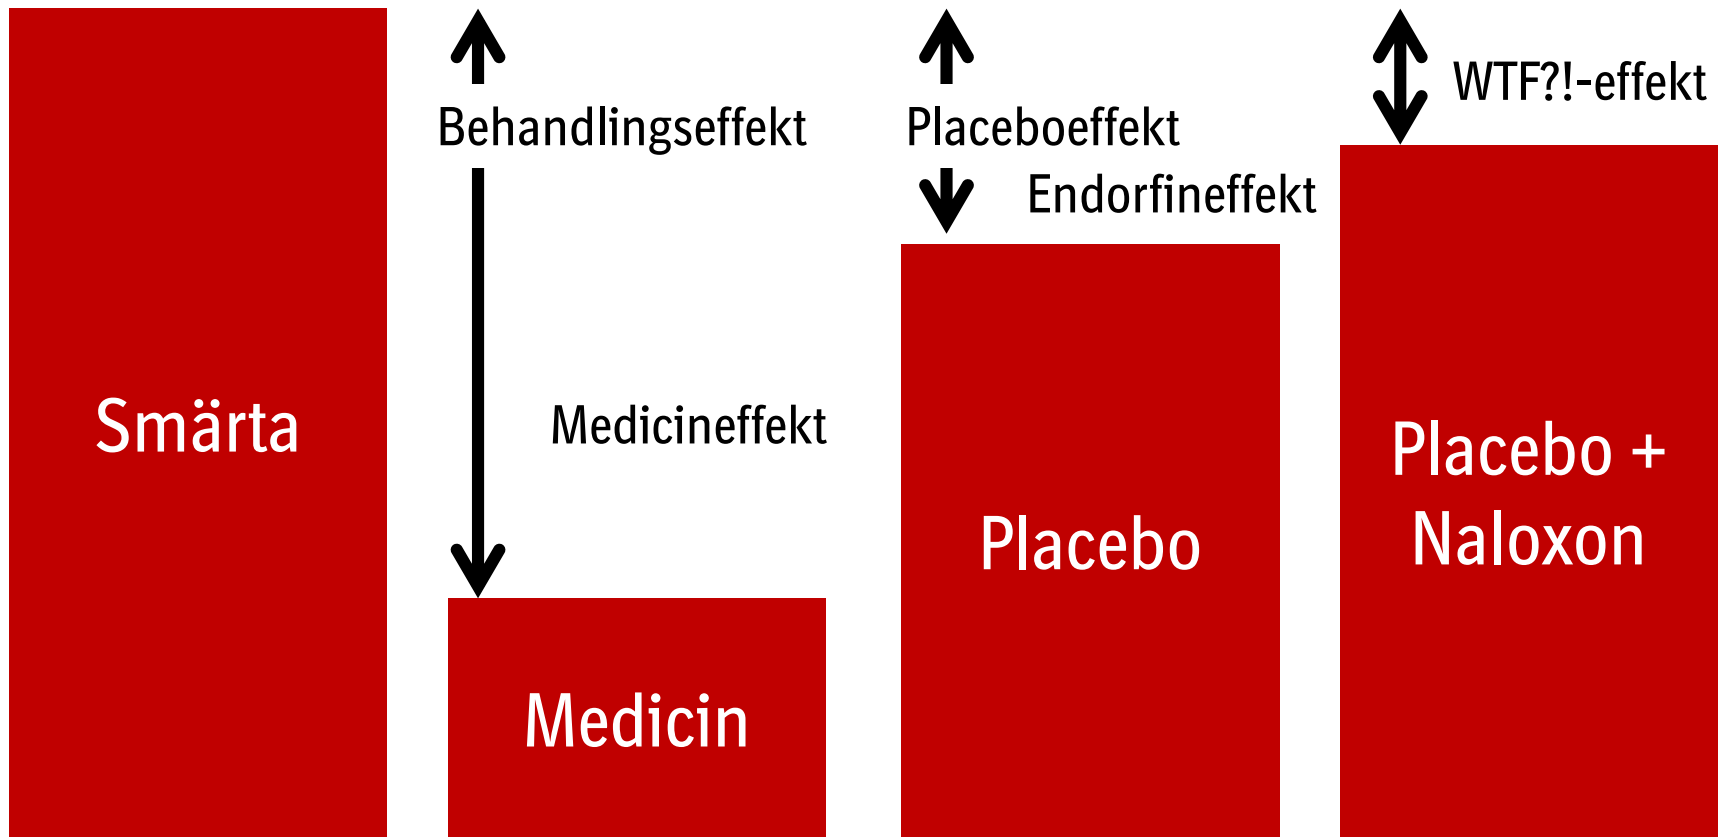 Smärta
Behandlingseffekt
Medicineffekt
Medicin
Placeboeffekt
Endorfineffekt
Placebo
WTF?!-effekt
Placebo +
Naloxon